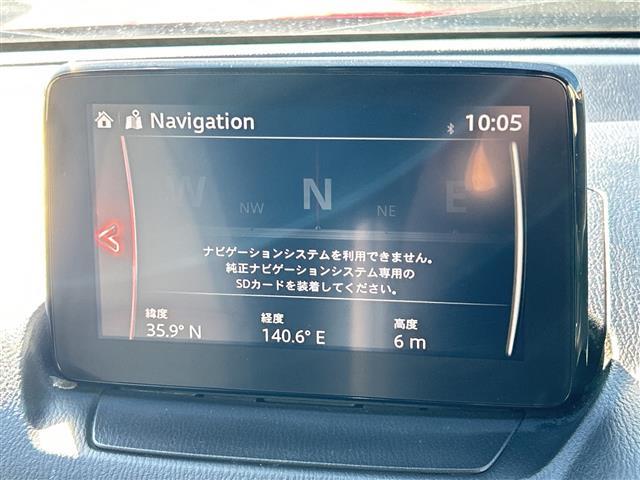 Navigation 10:05
W NW N NE E
ナビゲーションシステムを利用できません。
純正ナビゲーションシステム専用の
SDカードを装着してください。
緯度 経度 高度
35.9° N 140.6° E 6 m